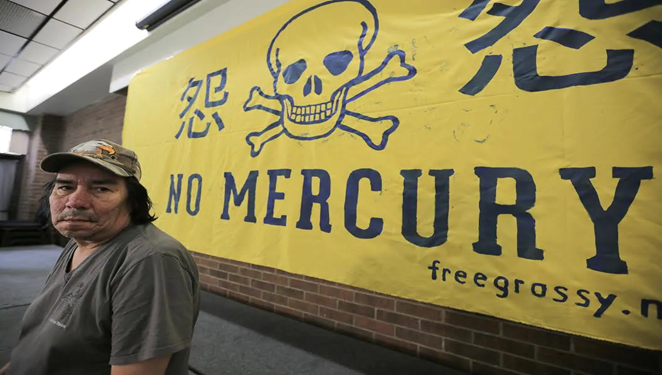 怨 怨
NO MERCURY
freegrassy.n